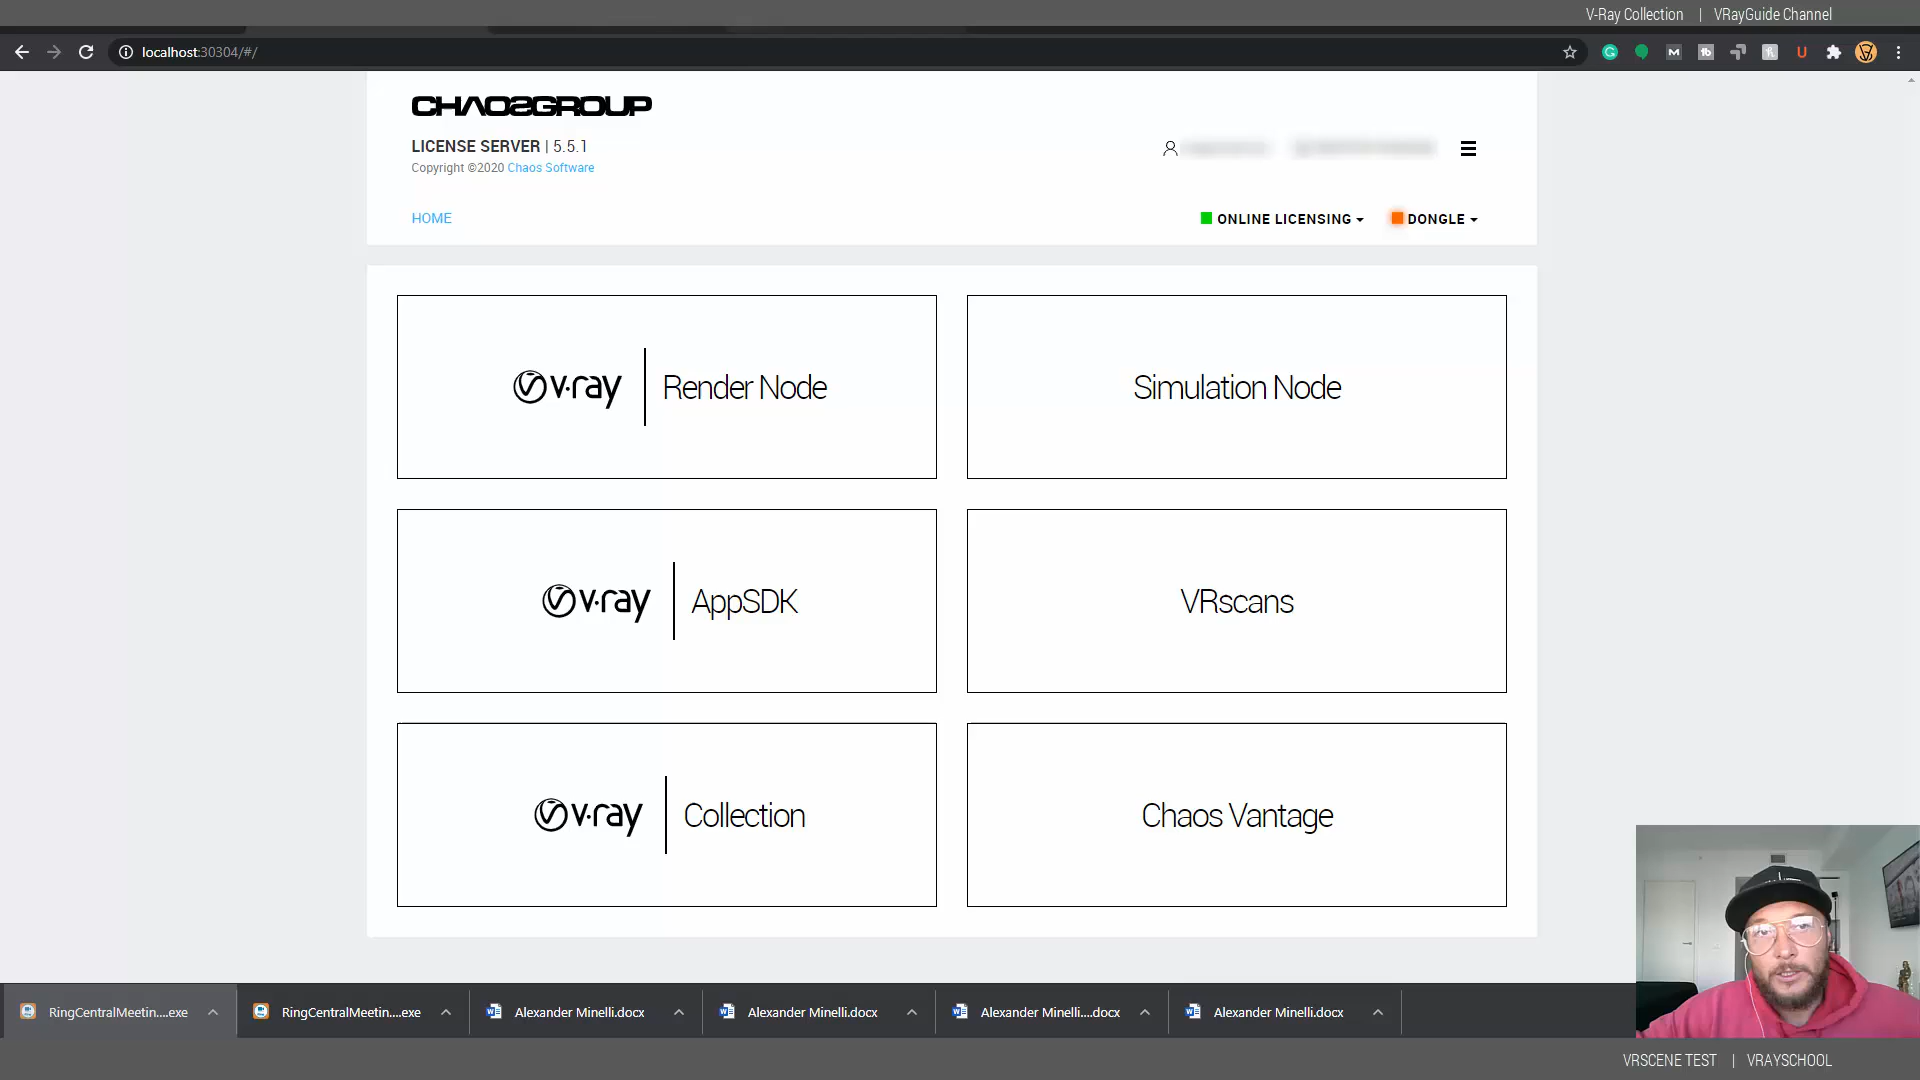 V-Ray Collection | VRayGuide Channel
localhost:30304/#/
CHAOSGROUP
LICENSE SERVER | 5.5.1
Copyright ©2020 Chaos Software
HOME
ONLINE LICENSING
DONGLE
v·ray | Render Node
Simulation Node
v·ray | AppSDK
VRscans
v·ray | Collection
Chaos Vantage
RingCentralMeetin....exe
RingCentralMeetin....exe
Alexander Minelli.docx
Alexander Minelli.docx
Alexander Minelli....docx
Alexander Minelli.docx
VRSCENE TEST | VRAYSCHOOL